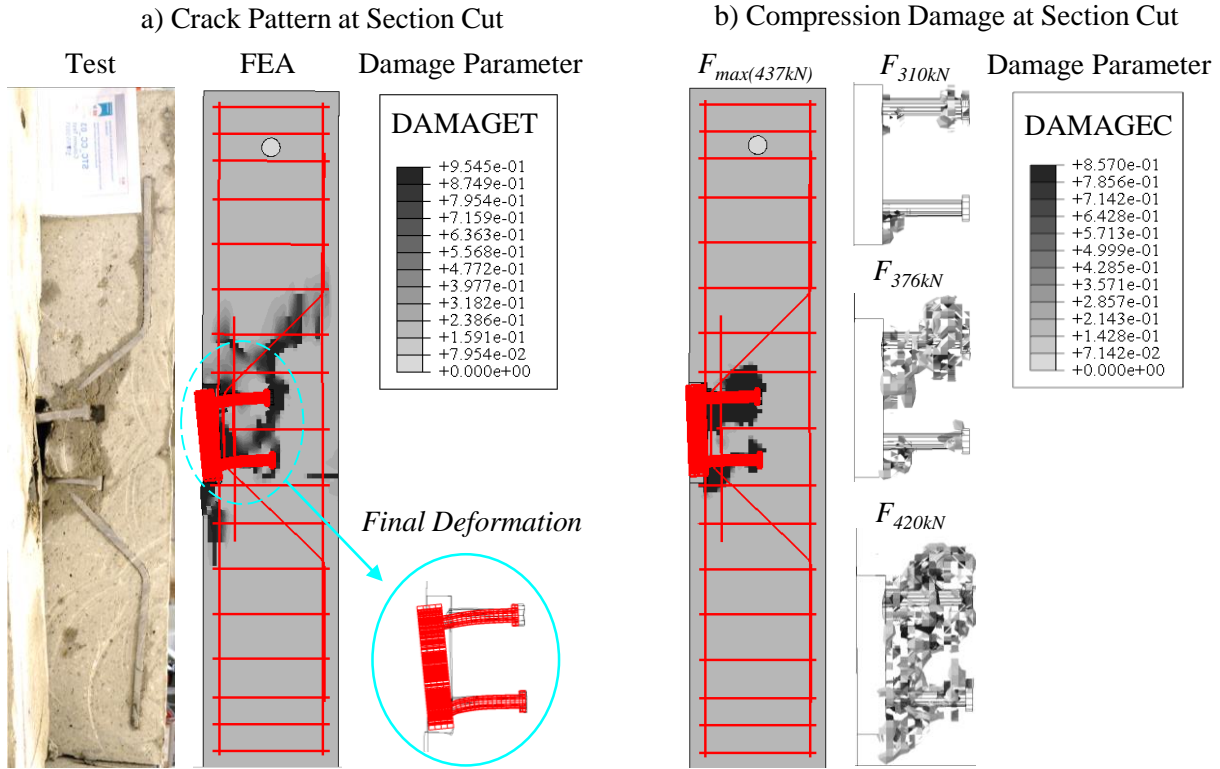 a) Crack Pattern at Section Cut
b) Compression Damage at Section Cut
Test
FEA
Damage Parameter
DAMAGET
+9.545e-01
+8.749e-01
+7.954e-01
+7.159e-01
+6.363e-01
+5.568e-01
+4.772e-01
+3.977e-01
+3.182e-01
+2.386e-01
+1.591e-01
+7.954e-02
+0.000e+00
Final Deformation
Fmax(437kN)
F310kN
F376kN
F420kN
Damage Parameter
DAMAGEC
+8.570e-01
+7.856e-01
+7.142e-01
+6.428e-01
+5.713e-01
+4.999e-01
+4.285e-01
+3.571e-01
+2.857e-01
+2.143e-01
+1.428e-01
+7.142e-02
+0.000e+00